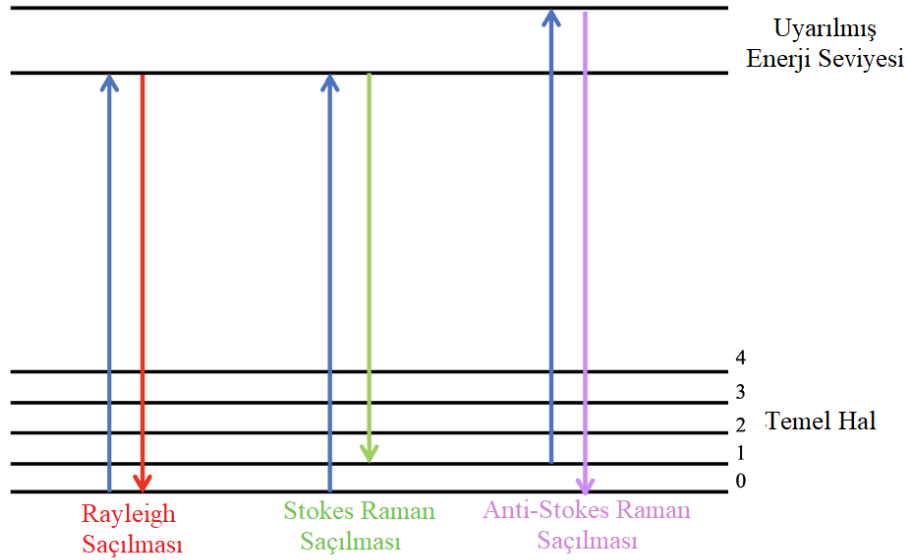 Uyarılmış
Enerji Seviyesi
4
3
2
1
0
Temel Hal
Rayleigh
Saçılması
Stokes Raman
Saçılması
Anti-Stokes Raman
Saçılması